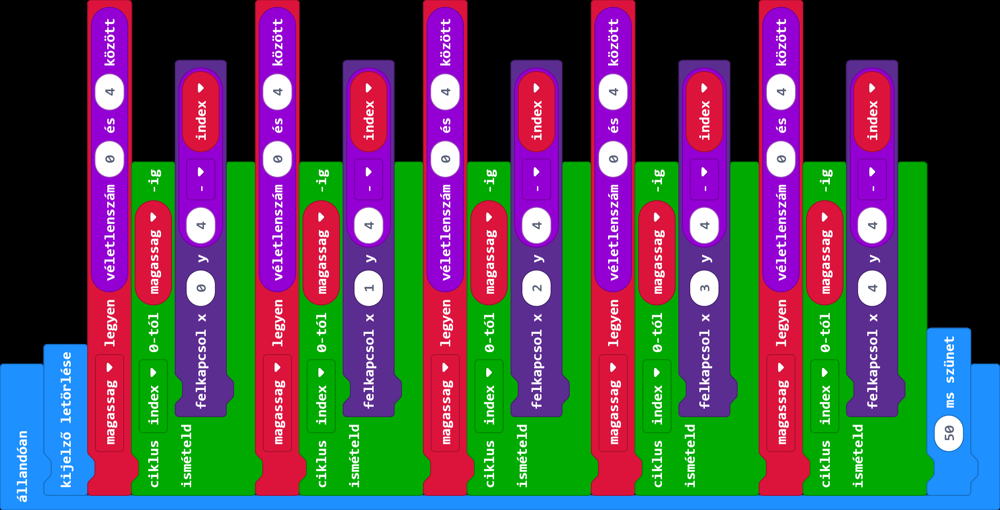 állandóan
kijelző letörlése
magassag legyen véletlenszám 0 és 4 között
ciklus index 0-tól magassag -ig
ismételd
felkapcsol x 0 y 4 - index
magassag legyen véletlenszám 0 és 4 között
ciklus index 0-tól magassag -ig
ismételd
felkapcsol x 1 y 4 - index
magassag legyen véletlenszám 0 és 4 között
ciklus index 0-tól magassag -ig
ismételd
felkapcsol x 2 y 4 - index
magassag legyen véletlenszám 0 és 4 között
ciklus index 0-tól magassag -ig
ismételd
felkapcsol x 3 y 4 - index
magassag legyen véletlenszám 0 és 4 között
ciklus index 0-tól magassag -ig
ismételd
felkapcsol x 4 y 4 - index
50 ms szünet